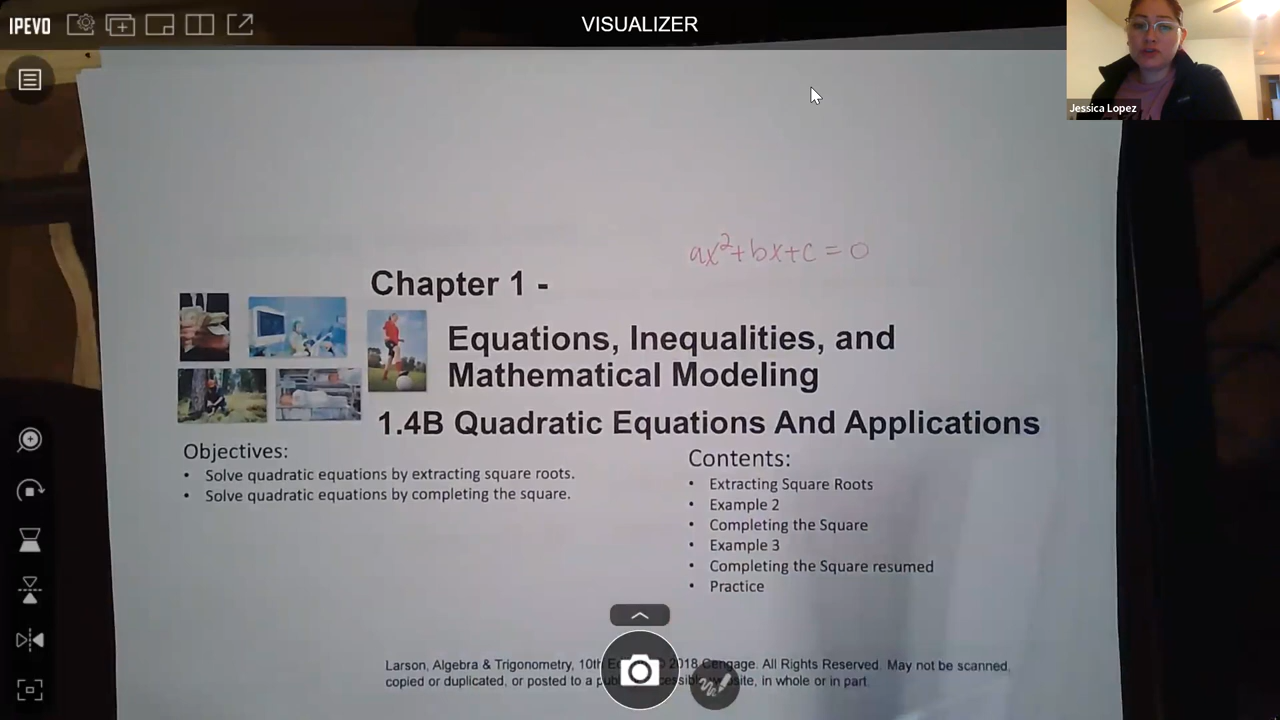 IPEVO
VISUALIZER
Jessica Lopez
ax²+bx+c = 0
Chapter 1 -
Equations, Inequalities, and
Mathematical Modeling
1.4B Quadratic Equations And Applications
Objectives:
• Solve quadratic equations by extracting square roots.
• Solve quadratic equations by completing the square.
Contents:
• Extracting Square Roots
• Example 2
• Completing the Square
• Example 3
• Completing the Square resumed
• Practice
Larson, Algebra & Trigonometry, 10th 2018 Cengage. All Rights Reserved. May not be scanned,
copied or duplicated, or posted to a in whole or in part.